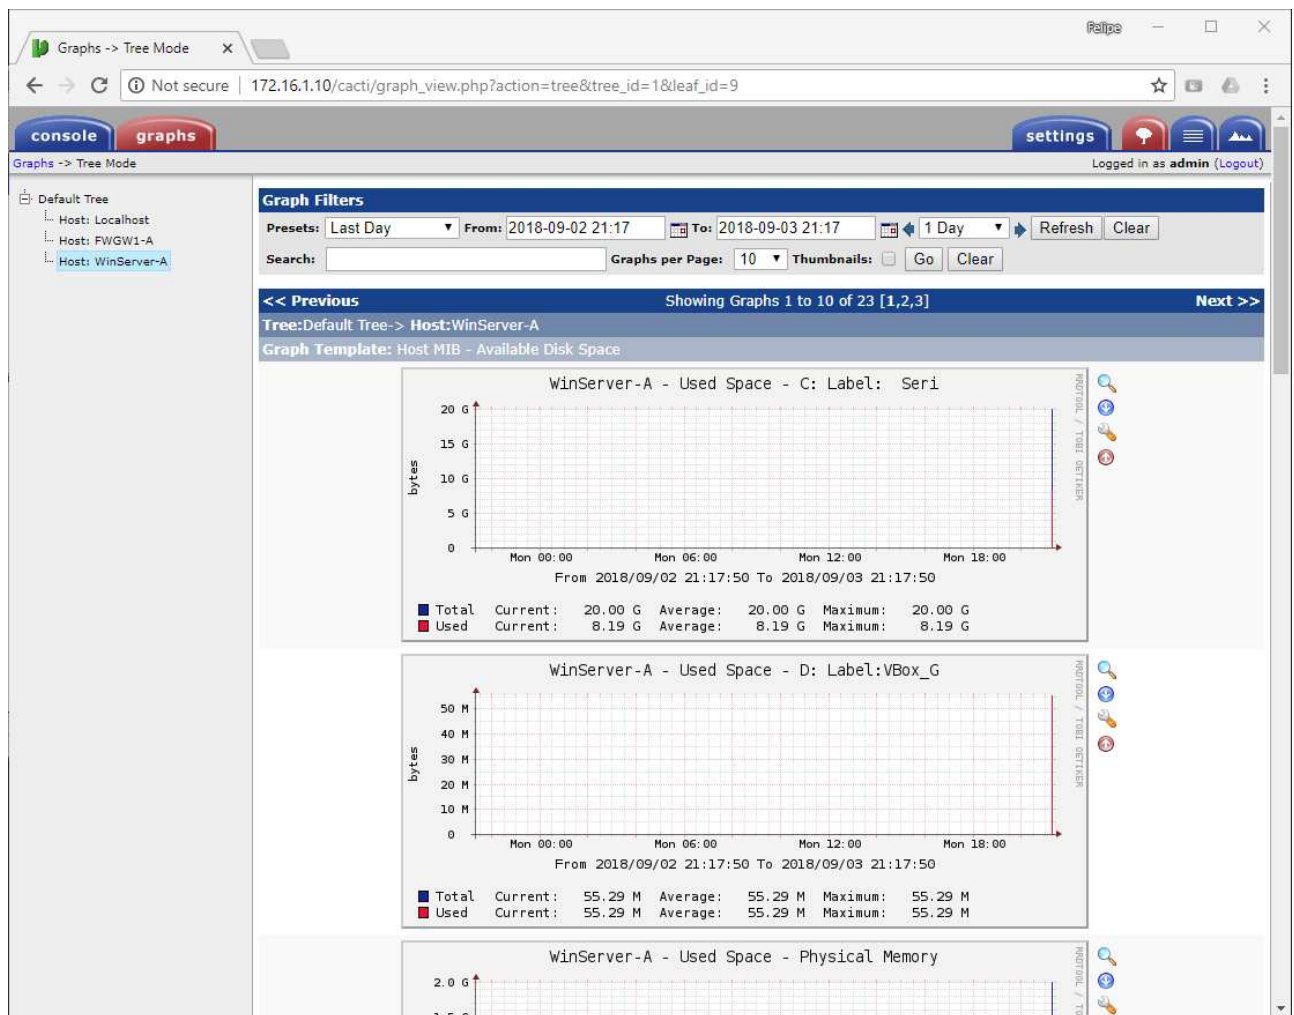 Felipe
Graphs -> Tree Mode
Not secure | 172.16.1.10/cacti/graph_view.php?action=tree&tree_id=1&leaf_id=9
console graphs settings
Graphs -> Tree Mode Logged in as admin (Logout)
Default Tree
Host: Localhost
Host: FWGW1-A
Host: WinServer-A
Graph Filters
Presets: Last Day From: 2018-09-02 21:17 To: 2018-09-03 21:17 1 Day Refresh Clear
Search: Graphs per Page: 10 Thumbnails: Go Clear
<< Previous Showing Graphs 1 to 10 of 23 [1,2,3] Next >>
Tree:Default Tree-> Host:WinServer-A
Graph Template: Host MIB - Available Disk Space
WinServer-A - Used Space - C: Label: Seri
RRDTOOL / TOBI OETIKER
bytes
20 G
15 G
10 G
5 G
0
Mon 00:00 Mon 06:00 Mon 12:00 Mon 18:00
From 2018/09/02 21:17:50 To 2018/09/03 21:17:50
Total Current: 20.00 G Average: 20.00 G Maximum: 20.00 G
Used Current: 8.19 G Average: 8.19 G Maximum: 8.19 G
WinServer-A - Used Space - D: Label:VBox_G
RRDTOOL / TOBI OETIKER
bytes
50 M
40 M
30 M
20 M
10 M
0
Mon 00:00 Mon 06:00 Mon 12:00 Mon 18:00
From 2018/09/02 21:17:50 To 2018/09/03 21:17:50
Total Current: 55.29 M Average: 55.29 M Maximum: 55.29 M
Used Current: 55.29 M Average: 55.29 M Maximum: 55.29 M
WinServer-A - Used Space - Physical Memory
RRDTOOL /
2.0 G